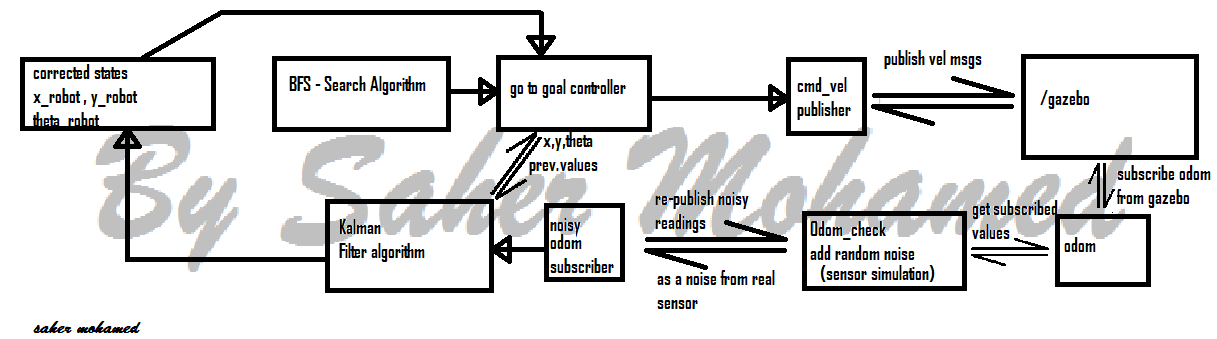 corrected states
x_robot , y_robot
theta_robot
BFS - Search Algorithm
go to goal controller
cmd_vel
publisher
publish vel msgs
/gazebo
x,y,theta
prev.values
subscribe odom
from gazebo
Kalman
Filter algorithm
noisy
odom
subscriber
re-publish noisy
readings
as a noise from real
sensor
Odom_check
add random noise
(sensor simulation)
get subscribed
values
odom
By Saher Mohamed
saher mohamed